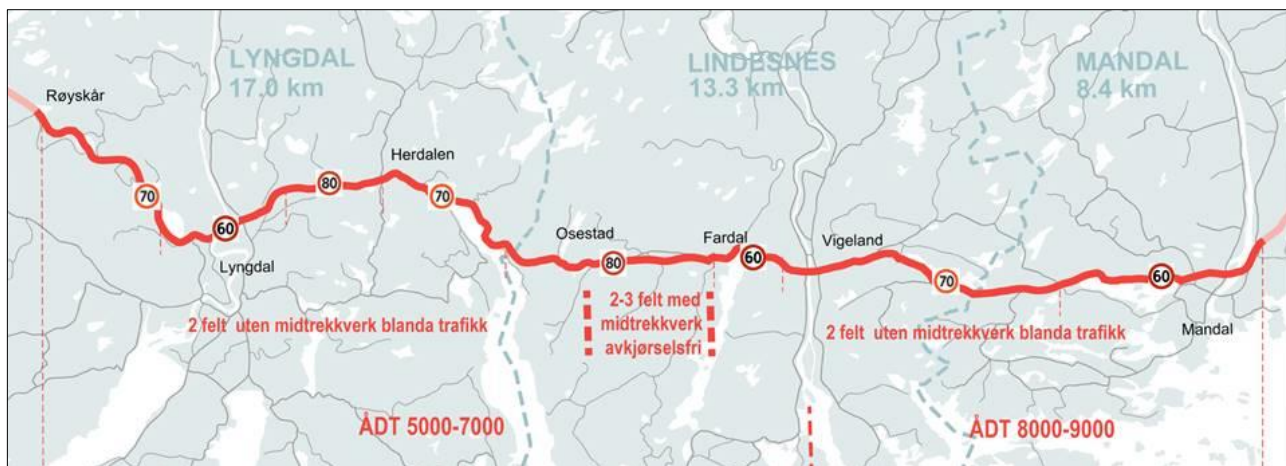 LYNGDAL
17.0 km
LINDESNES
13.3 km
MANDAL
8.4 km
Røyskår
Herdalen
70
80
70
60
Lyngdal
Osestad
80
Fardal
60
Vigeland
70
60
Mandal
2 felt uten midtrekkverk blanda trafikk
2-3 felt med
midtrekkverk
avkjørselsfri
2 felt uten midtrekkverk blanda trafikk
ÅDT 5000-7000
ÅDT 8000-9000